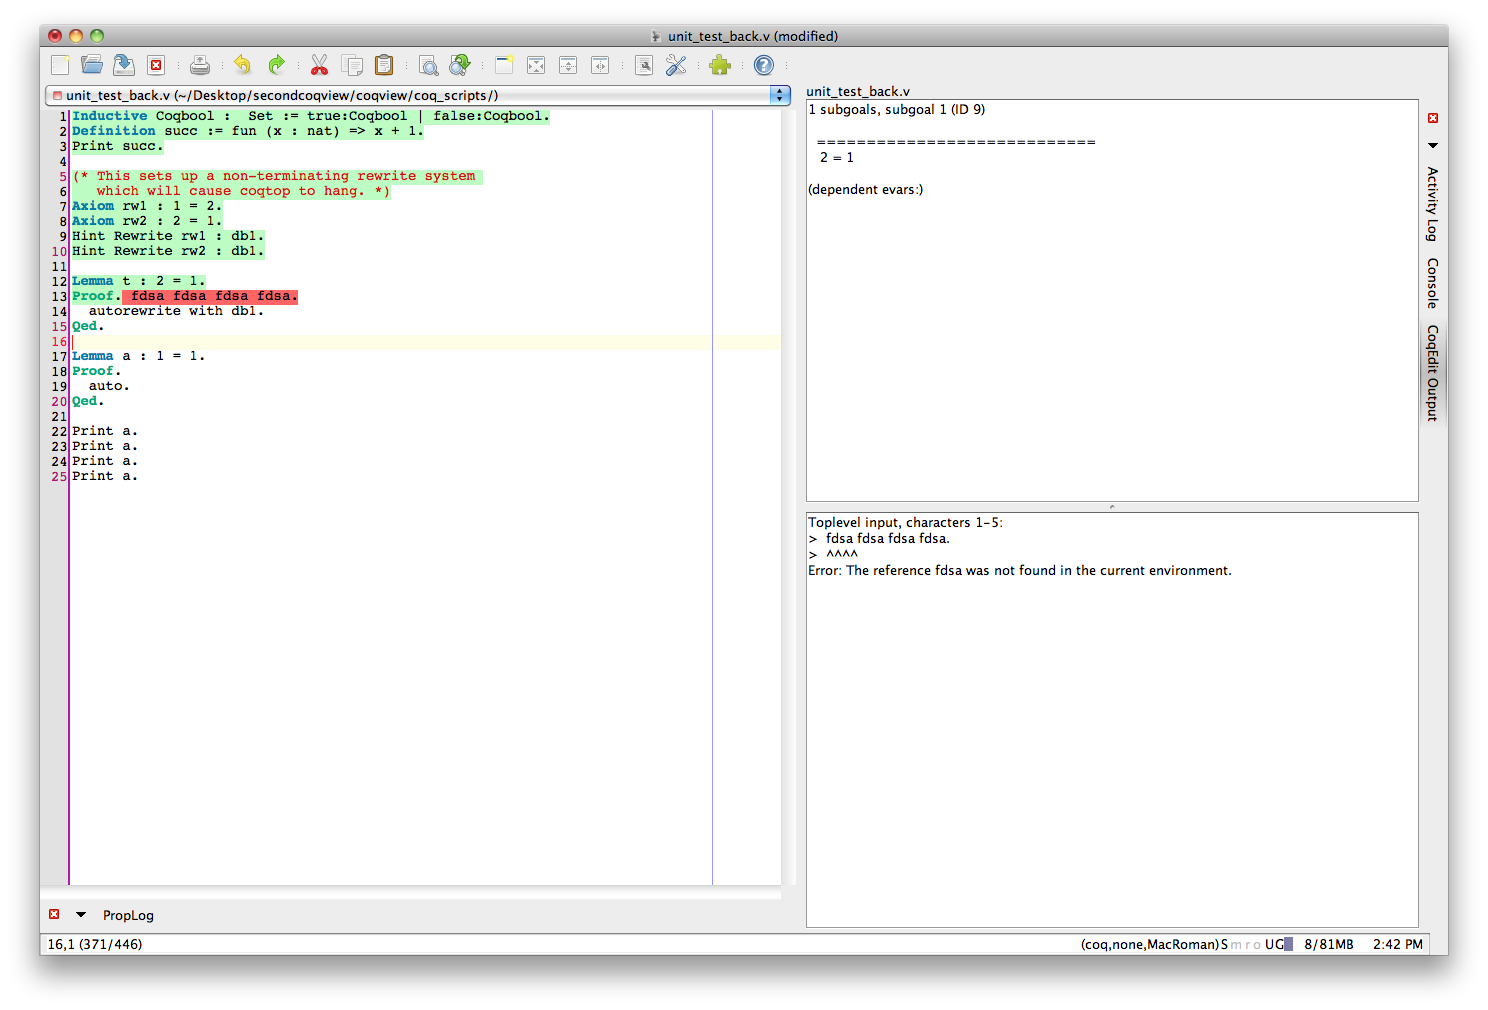 unit_test_back.v (modified)
unit_test_back.v (~/Desktop/secondcoqview/coqview/coq_scripts/)
1 Inductive Coqbool :  Set := true:Coqbool | false:Coqbool.
2 Definition succ := fun (x : nat) => x + 1.
3 Print succ.
4
5 (* This sets up a non-terminating rewrite system
6    which will cause coqtop to hang. *)
7 Axiom rw1 : 1 = 2.
8 Axiom rw2 : 2 = 1.
9 Hint Rewrite rw1 : db1.
10 Hint Rewrite rw2 : db1.
11
12 Lemma t : 2 = 1.
13 Proof. fdsa fdsa fdsa fdsa.
14   autorewrite with db1.
15 Qed.
16
17 Lemma a : 1 = 1.
18 Proof.
19   auto.
20 Qed.
21
22 Print a.
23 Print a.
24 Print a.
25 Print a.
unit_test_back.v
1 subgoals, subgoal 1 (ID 9)
============================
2 = 1
(dependent evars:)
Toplevel input, characters 1-5:
>  fdsa fdsa fdsa fdsa.
>  ^^^^
Error: The reference fdsa was not found in the current environment.
Activity Log
Console
CoqEdit Output
PropLog
16,1 (371/446)
(coq,none,MacRoman)S m r o UG 8/81MB 2:42 PM